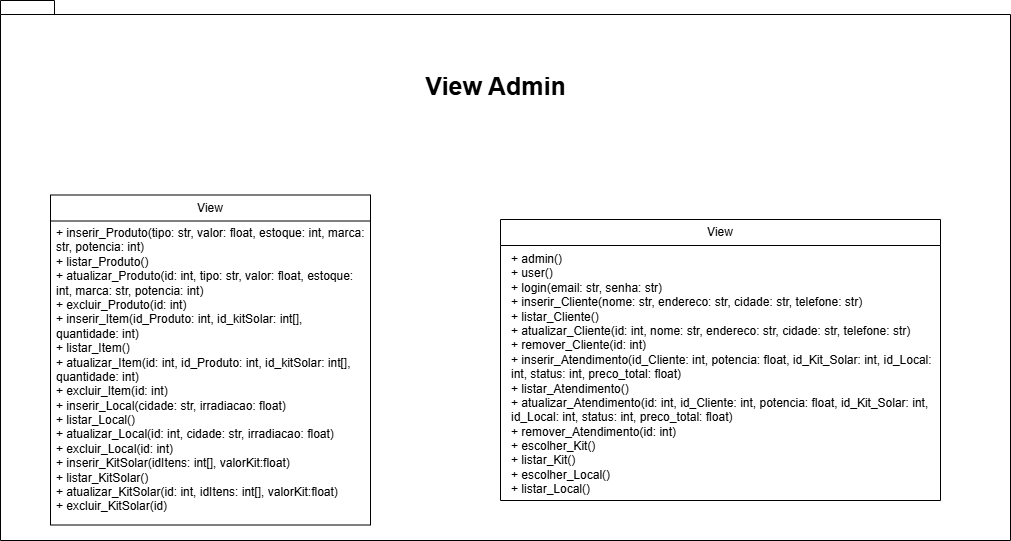 View Admin
View
+ inserir_Produto(tipo: str, valor: float, estoque: int, marca:
str, potencia: int)
+ listar_Produto()
+ atualizar_Produto(id: int, tipo: str, valor: float, estoque:
int, marca: str, potencia: int)
+ excluir_Produto(id: int)
+ inserir_Item(id_Produto: int, id_kitSolar: int[],
quantidade: int)
+ listar_Item()
+ atualizar_Item(id: int, id_Produto: int, id_kitSolar: int[],
quantidade: int)
+ excluir_Item(id: int)
+ inserir_Local(cidade: str, irradiacao: float)
+ listar_Local()
+ atualizar_Local(id: int, cidade: str, irradiacao: float)
+ excluir_Local(id: int)
+ inserir_KitSolar(idItens: int[], valorKit:float)
+ listar_KitSolar()
+ atualizar_KitSolar(id: int, idItens: int[], valorKit:float)
+ excluir_KitSolar(id)
View
+ admin()
+ user()
+ login(email: str, senha: str)
+ inserir_Cliente(nome: str, endereco: str, cidade: str, telefone: str)
+ listar_Cliente()
+ atualizar_Cliente(id: int, nome: str, endereco: str, cidade: str, telefone: str)
+ remover_Cliente(id: int)
+ inserir_Atendimento(id_Cliente: int, potencia: float, id_Kit_Solar: int, id_Local:
int, status: int, preco_total: float)
+ listar_Atendimento()
+ atualizar_Atendimento(id: int, id_Cliente: int, potencia: float, id_Kit_Solar: int,
id_Local: int, status: int, preco_total: float)
+ remover_Atendimento(id: int)
+ escolher_Kit()
+ listar_Kit()
+ escolher_Local()
+ listar_Local()